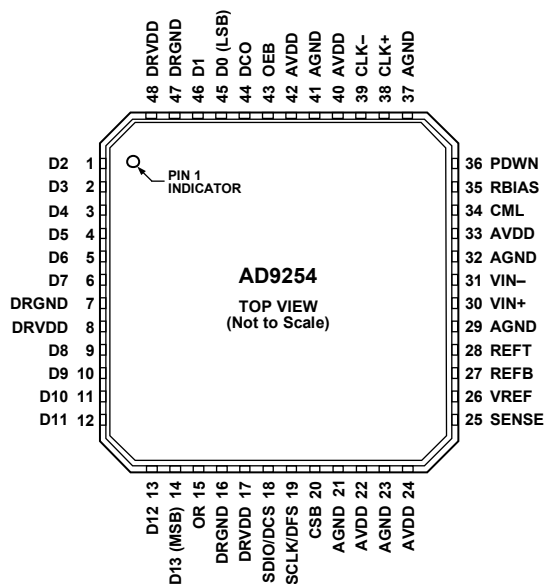 48 DRVDD
47 DRGND
46 D1
45 D0 (LSB)
44 DCO
43 OEB
42 AVDD
41 AGND
40 AVDD
39 CLK–
38 CLK+
37 AGND
D2 1
D3 2
D4 3
D5 4
D6 5
D7 6
DRGND 7
DRVDD 8
D8 9
D9 10
D10 11
D11 12
PIN 1
INDICATOR
AD9254
TOP VIEW
(Not to Scale)
36 PDWN
35 RBIAS
34 CML
33 AVDD
32 AGND
31 VIN–
30 VIN+
29 AGND
28 REFT
27 REFB
26 VREF
25 SENSE
D12 13
D13 (MSB) 14
OR 15
DRGND 16
DRVDD 17
SDIO/DCS 18
SCLK/DFS 19
CSB 20
AGND 21
AVDD 22
AGND 23
AVDD 24